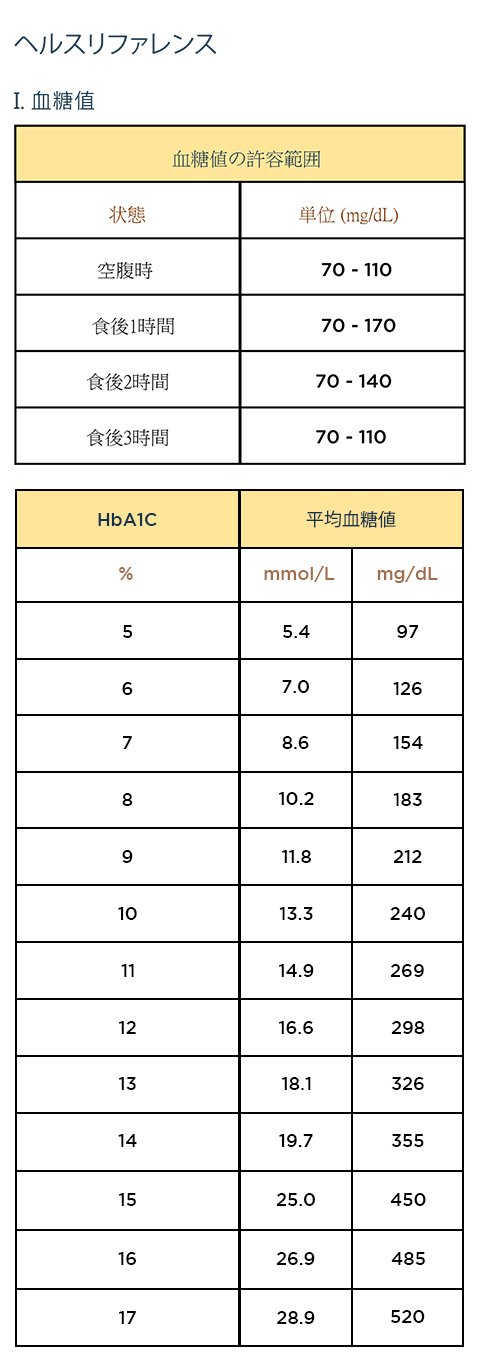 ヘルスリファレンス
I. 血糖値
血糖値の許容範囲
状態 単位 (mg/dL)
空腹時 70 - 110
食後1時間 70 - 170
食後2時間 70 - 140
食後3時間 70 - 110
HbA1C 平均血糖値
% mmol/L mg/dL
5 5.4 97
6 7.0 126
7 8.6 154
8 10.2 183
9 11.8 212
10 13.3 240
11 14.9 269
12 16.6 298
13 18.1 326
14 19.7 355
15 25.0 450
16 26.9 485
17 28.9 520